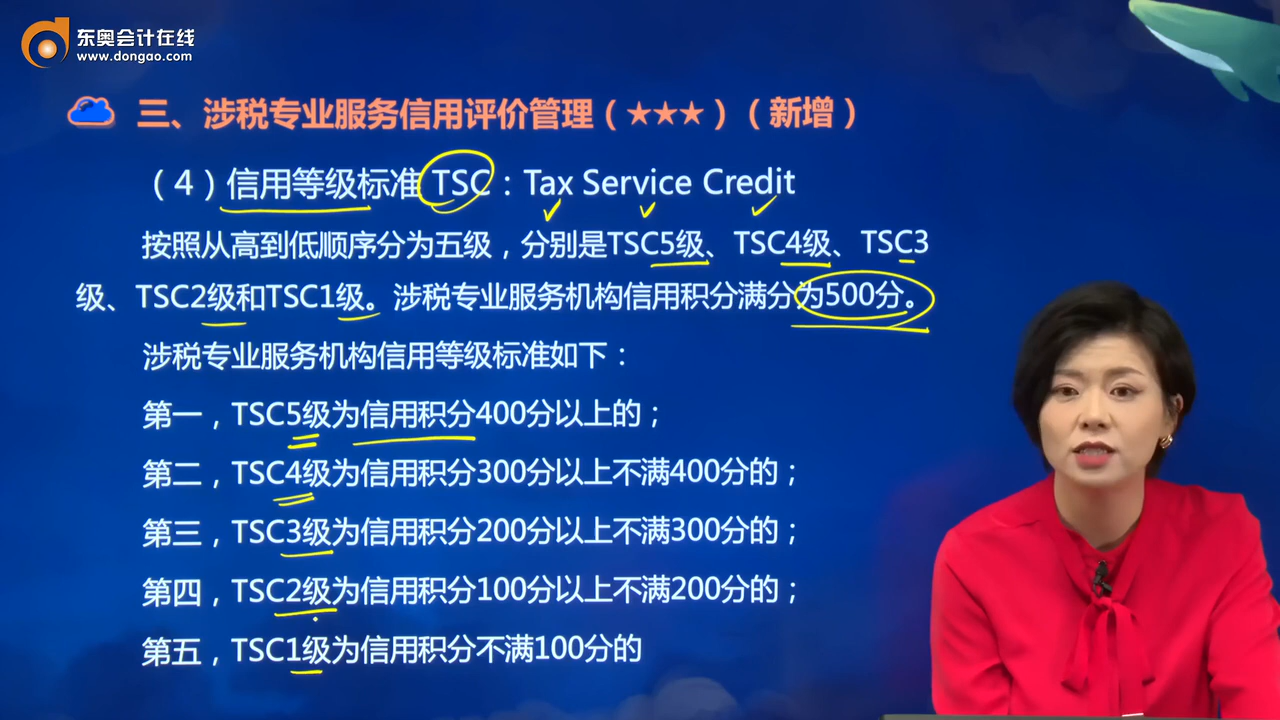 东奥会计在线
www.dongao.com
三、涉税专业服务信用评价管理（★★★）（新增）
（4）信用等级标准 TSC：Tax Service Credit
按照从高到低顺序分为五级，分别是TSC5级、TSC4级、TSC3
级、TSC2级和TSC1级。涉税专业服务机构信用积分满分为500分。
涉税专业服务机构信用等级标准如下：
第一，TSC5级为信用积分400分以上的；
第二，TSC4级为信用积分300分以上不满400分的；
第三，TSC3级为信用积分200分以上不满300分的；
第四，TSC2级为信用积分100分以上不满200分的；
第五，TSC1级为信用积分不满100分的